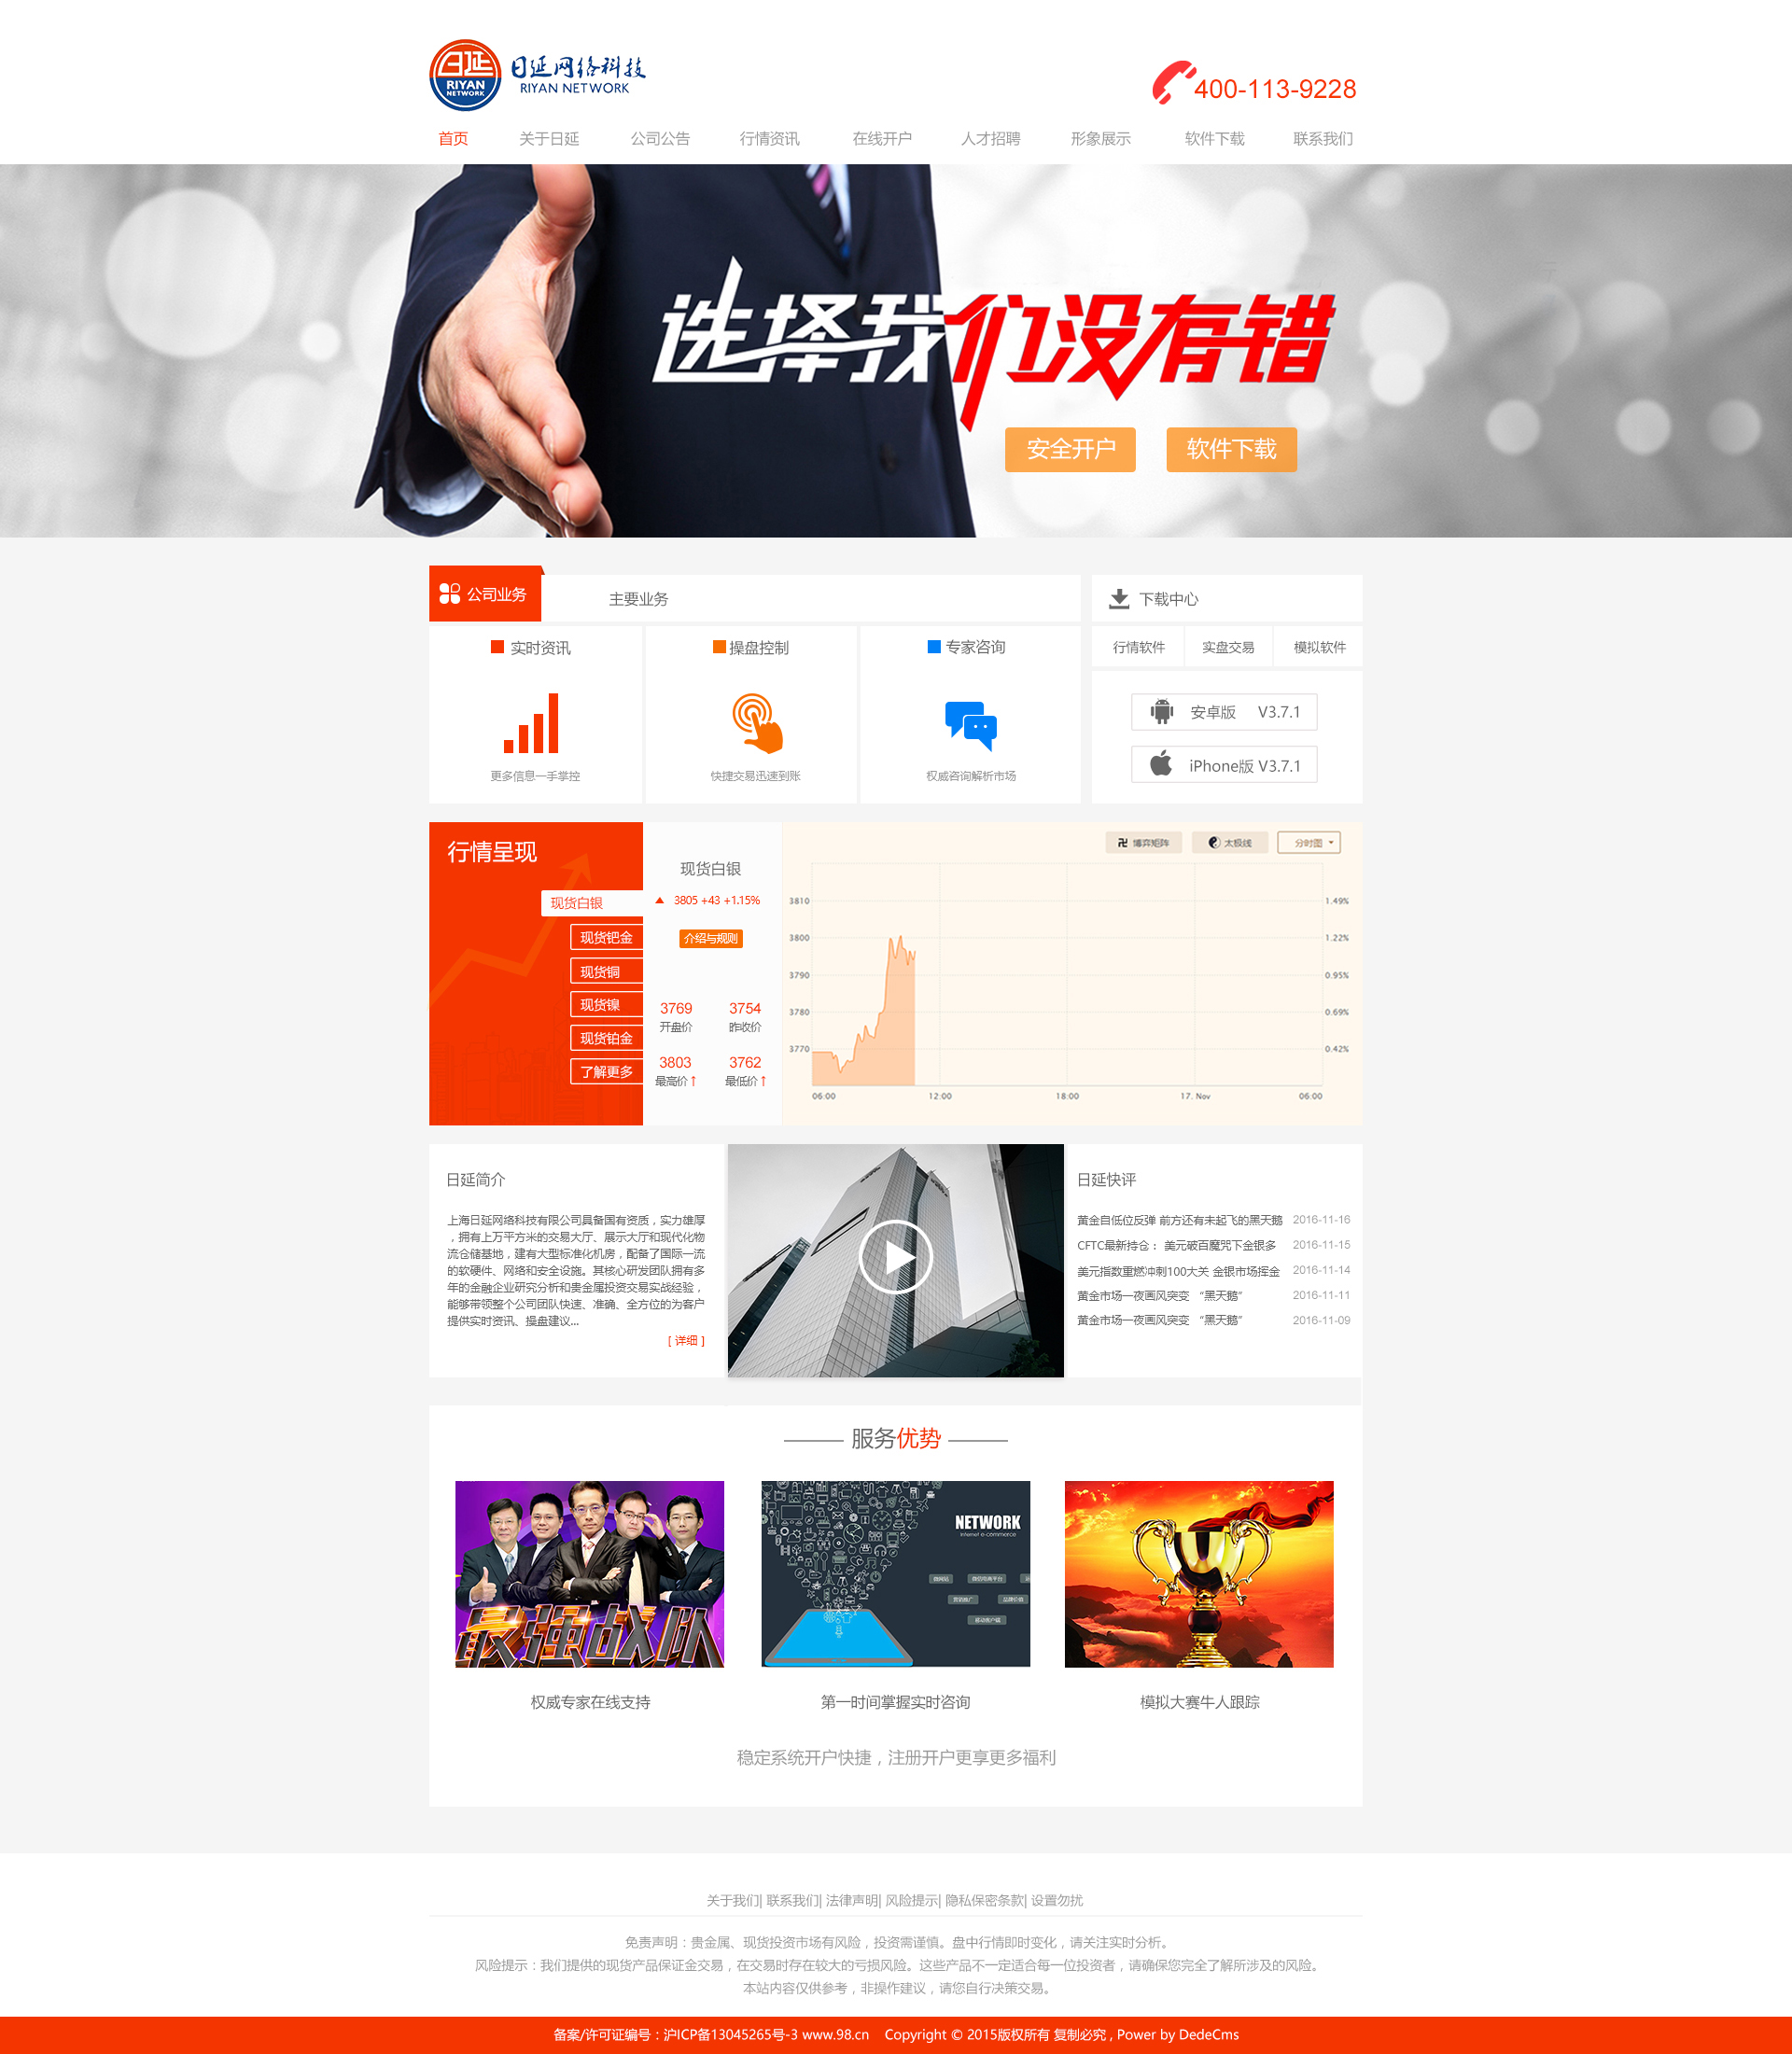 日延
RIYAN
NETWORK
日延网络科技
RIYAN NETWORK
400-113-9228
首页 关于日延 公司公告 行情资讯 在线开户 人才招聘 形象展示 软件下载 联系我们
选择我们没有错
安全开户 软件下载
公司业务 主要业务
实时资讯 操盘控制 专家咨询
更多信息一手掌控 快捷交易迅速到账 权威咨询解析市场
下载中心
行情软件 实盘交易 模拟软件
安卓版 V3.7.1
iPhone版 V3.7.1
行情呈现
现货白银
现货钯金
现货铜
现货镍
现货铂金
了解更多
现货白银
3805 +43 +1.15%
介绍与规则
3769 3754
开盘价 昨收价
3803 3762
最高价↑ 最低价↑
博弈矩阵 太极线 分时图
3810 1.49%
3800 1.22%
3790 0.95%
3780 0.69%
3770 0.42%
06:00 12:00 18:00 17. Nov 06:00
日延简介
上海日延网络科技有限公司具备国有资质，实力雄厚
，拥有上万平方米的交易大厅、展示大厅和现代化物
流仓储基地，建有大型标准化机房，配备了国际一流
的软硬件、网络和安全设施。其核心研发团队拥有多
年的金融企业研究分析和贵金属投资交易实战经验，
能够带领整个公司团队快速、准确、全方位的为客户
提供实时资讯、操盘建议...
[ 详细 ]
日延快评
黄金自低位反弹 前方还有未起飞的黑天鹅 2016-11-16
CFTC最新持仓： 美元破百魔咒下金银多 2016-11-15
美元指数重燃冲刺100大关 金银市场挥金 2016-11-14
黄金市场一夜画风突变 “黑天鹅” 2016-11-11
黄金市场一夜画风突变 “黑天鹅” 2016-11-09
服务优势
最强战队
NETWORK
Internet e-commerce
微网站 微信电商平台
营销推广 品牌价值
移动客户端
权威专家在线支持 第一时间掌握实时咨询 模拟大赛牛人跟踪
稳定系统开户快捷，注册开户更享更多福利
关于我们| 联系我们| 法律声明| 风险提示| 隐私保密条款| 设置勿扰
免责声明：贵金属、现货投资市场有风险，投资需谨慎。盘中行情即时变化，请关注实时分析。
风险提示：我们提供的现货产品保证金交易，在交易时存在较大的亏损风险。这些产品不一定适合每一位投资者，请确保您完全了解所涉及的风险。
本站内容仅供参考，非操作建议，请您自行决策交易。
备案/许可证编号：沪ICP备13045265号-3 www.98.cn Copyright © 2015版权所有 复制必究 , Power by DedeCms